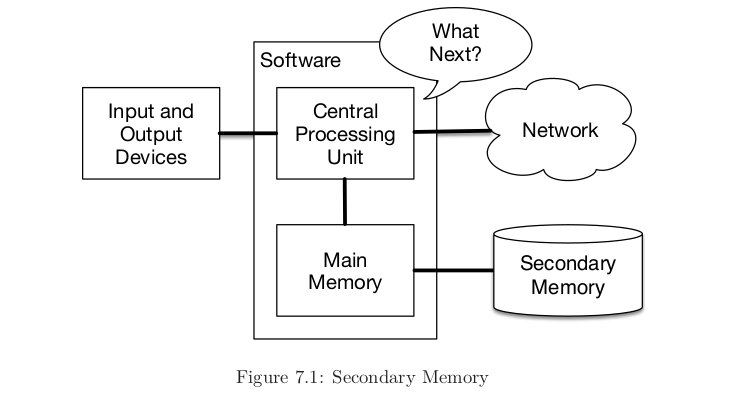 What
Next?
Software
Input and
Output
Devices
Central
Processing
Unit
Network
Main
Memory
Secondary
Memory
Figure 7.1: Secondary Memory